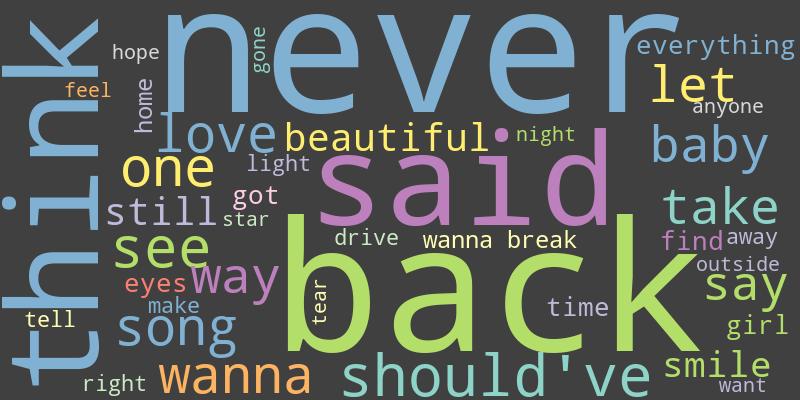 think
never
hope
gone
everything
feel
home
let
anyone
love
beautiful
night
baby
one
light
said
still
got
star
take
see
drive
wanna break
find
away
eyes
way
back
outside
tear
time
say
make
tell
song
girl
right
wanna
should've
smile
want